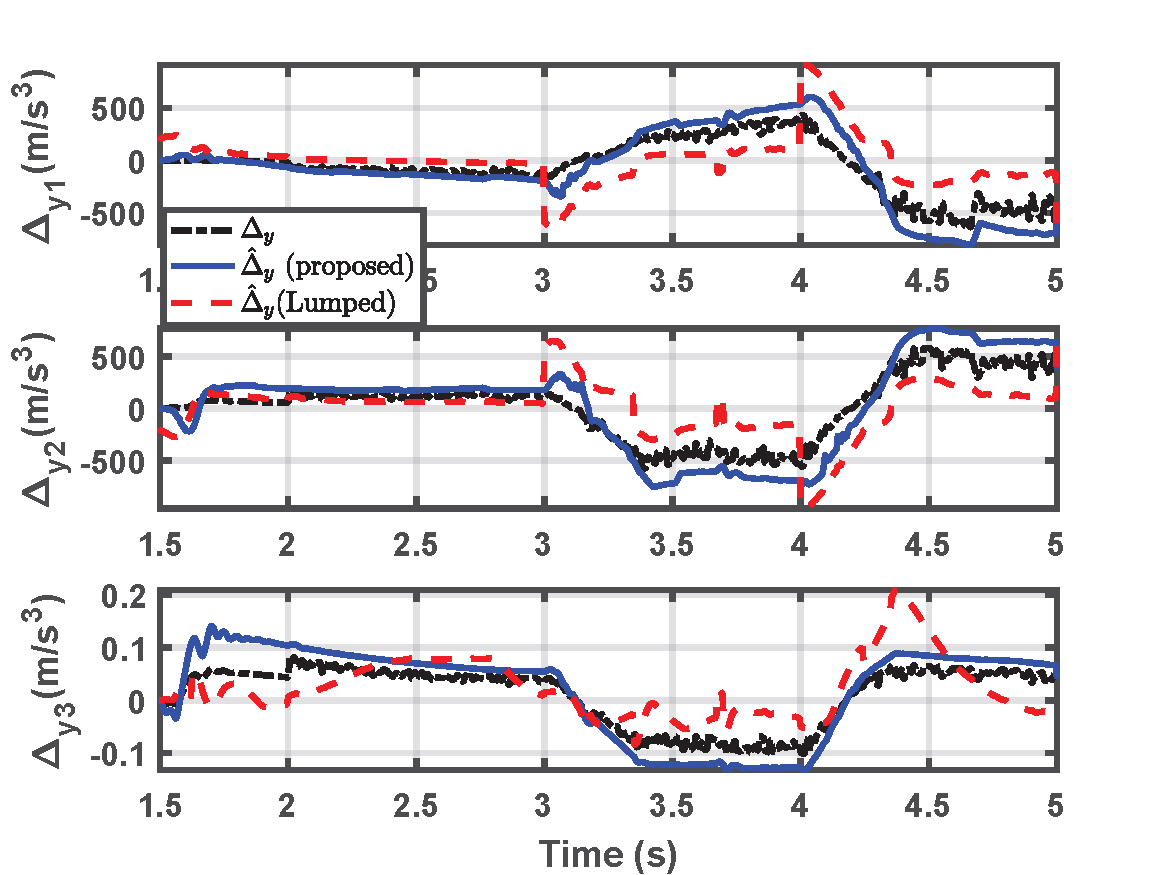 Δy1(m/s³)
500
0
-500
Δy
Δ̂y (proposed)
Δ̂y(Lumped)
1. 5 3 3.5 4 4.5 5
Δy2(m/s³)
500
0
-500
1.5 2 2.5 3 3.5 4 4.5 5
Δy3(m/s³)
0.2
0.1
0
-0.1
1.5 2 2.5 3 3.5 4 4.5 5
Time (s)